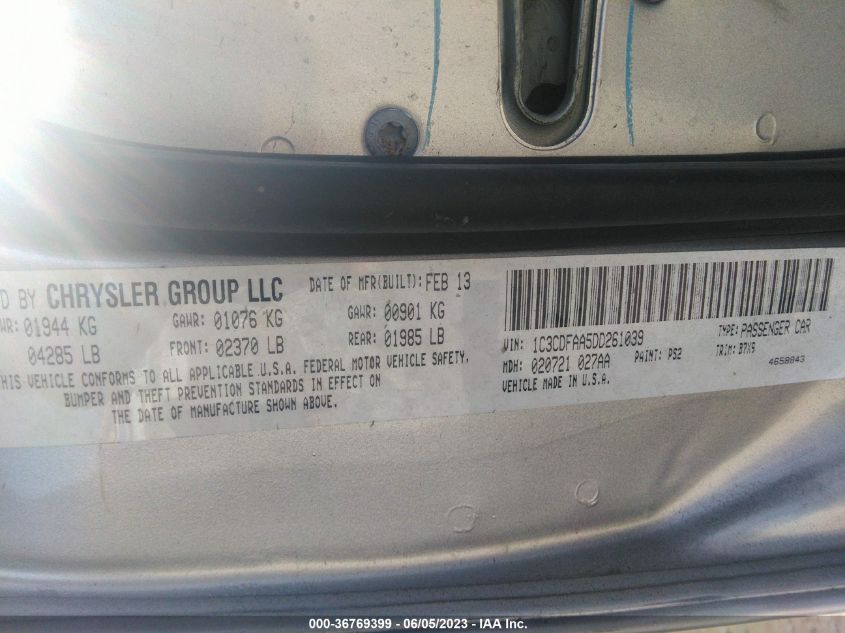 D BY CHRYSLER GROUP LLC
DATE OF MFR(BUILT): FEB 13
WR: 01944 KG
GAWR: 01076 KG
GAWR: 00901 KG
04285 LB
FRONT: 02370 LB
REAR: 01985 LB
THIS VEHICLE CONFORMS TO ALL APPLICABLE U.S.A. FEDERAL MOTOR VEHICLE SAFETY,
BUMPER AND THEFT PREVENTION STANDARDS IN EFFECT ON
THE DATE OF MANUFACTURE SHOWN ABOVE.
VIN: 1C3CDFAA5DD261039
TYPE: PASSENGER CAR
MDH: 020721 027AA
PAINT: PS2
TRIM: B7X9
VEHICLE MADE IN U.S.A.
4658843
000-36769399 - 06/05/2023 - IAA Inc.